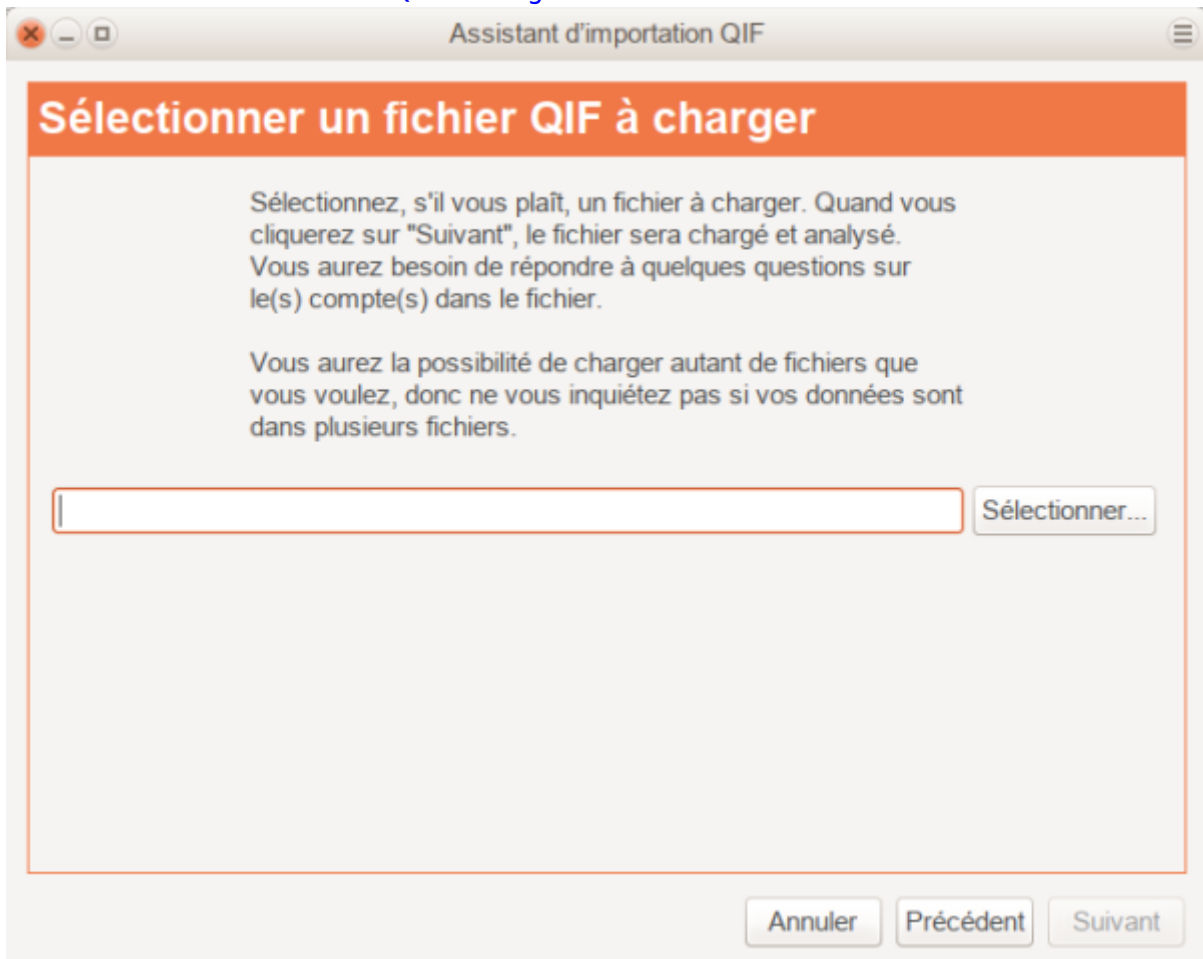 Assistant d'importation QIF
Sélectionner un fichier QIF à charger
Sélectionnez, s'il vous plaît, un fichier à charger. Quand vous
cliquerez sur "Suivant", le fichier sera chargé et analysé.
Vous aurez besoin de répondre à quelques questions sur
le(s) compte(s) dans le fichier.
Vous aurez la possibilité de charger autant de fichiers que
vous voulez, donc ne vous inquiétez pas si vos données sont
dans plusieurs fichiers.
Sélectionner...
Annuler
Précédent
Suivant